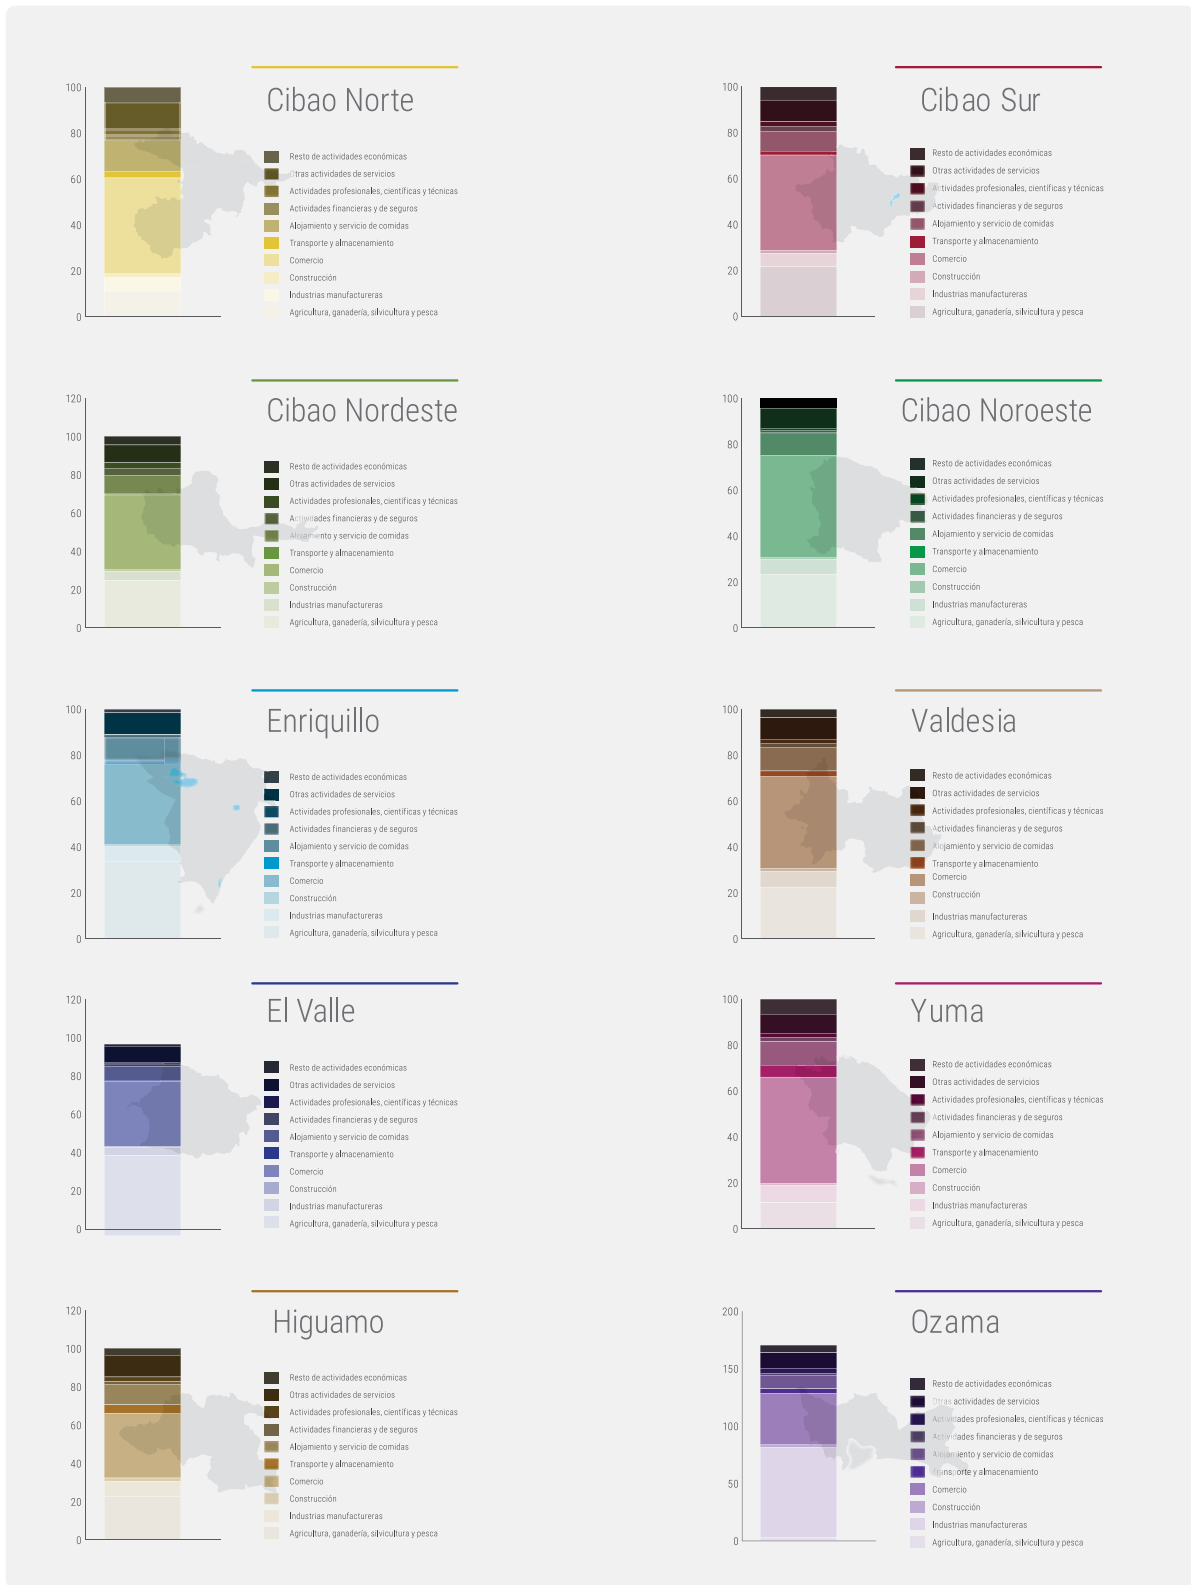 Cibao Norte
100
80
60
40
20
0
Resto de actividades económicas
Otras actividades de servicios
Actividades profesionales, científicas y técnicas
Actividades financieras y de seguros
Alojamiento y servicio de comidas
Transporte y almacenamiento
Comercio
Construcción
Industrias manufactureras
Agricultura, ganadería, silvicultura y pesca
Cibao Sur
100
80
60
40
20
0
Resto de actividades económicas
Otras actividades de servicios
Actividades profesionales, científicas y técnicas
Actividades financieras y de seguros
Alojamiento y servicio de comidas
Transporte y almacenamiento
Comercio
Construcción
Industrias manufactureras
Agricultura, ganadería, silvicultura y pesca
Cibao Nordeste
120
100
80
60
40
20
0
Resto de actividades económicas
Otras actividades de servicios
Actividades profesionales, científicas y técnicas
Actividades financieras y de seguros
Alojamiento y servicio de comidas
Transporte y almacenamiento
Comercio
Construcción
Industrias manufactureras
Agricultura, ganadería, silvicultura y pesca
Cibao Noroeste
100
80
60
40
20
0
Resto de actividades económicas
Otras actividades de servicios
Actividades profesionales, científicas y técnicas
Actividades financieras y de seguros
Alojamiento y servicio de comidas
Transporte y almacenamiento
Comercio
Construcción
Industrias manufactureras
Agricultura, ganadería, silvicultura y pesca
Enriquillo
100
80
60
40
20
0
Resto de actividades económicas
Otras actividades de servicios
Actividades profesionales, científicas y técnicas
Actividades financieras y de seguros
Alojamiento y servicio de comidas
Transporte y almacenamiento
Comercio
Construcción
Industrias manufactureras
Agricultura, ganadería, silvicultura y pesca
Valdesia
100
80
60
40
20
0
Resto de actividades económicas
Otras actividades de servicios
Actividades profesionales, científicas y técnicas
Actividades financieras y de seguros
Alojamiento y servicio de comidas
Transporte y almacenamiento
Comercio
Construcción
Industrias manufactureras
Agricultura, ganadería, silvicultura y pesca
El Valle
120
100
80
60
40
20
0
Resto de actividades económicas
Otras actividades de servicios
Actividades profesionales, científicas y técnicas
Actividades financieras y de seguros
Alojamiento y servicio de comidas
Transporte y almacenamiento
Comercio
Construcción
Industrias manufactureras
Agricultura, ganadería, silvicultura y pesca
Yuma
100
80
60
40
20
0
Resto de actividades económicas
Otras actividades de servicios
Actividades profesionales, científicas y técnicas
Actividades financieras y de seguros
Alojamiento y servicio de comidas
Transporte y almacenamiento
Comercio
Construcción
Industrias manufactureras
Agricultura, ganadería, silvicultura y pesca
Higuamo
120
100
80
60
40
20
0
Resto de actividades económicas
Otras actividades de servicios
Actividades profesionales, científicas y técnicas
Actividades financieras y de seguros
Alojamiento y servicio de comidas
Transporte y almacenamiento
Comercio
Construcción
Industrias manufactureras
Agricultura, ganadería, silvicultura y pesca
Ozama
200
150
100
50
0
Resto de actividades económicas
Otras actividades de servicios
Actividades profesionales, científicas y técnicas
Actividades financieras y de seguros
Alojamiento y servicio de comidas
Transporte y almacenamiento
Comercio
Construcción
Industrias manufactureras
Agricultura, ganadería, silvicultura y pesca